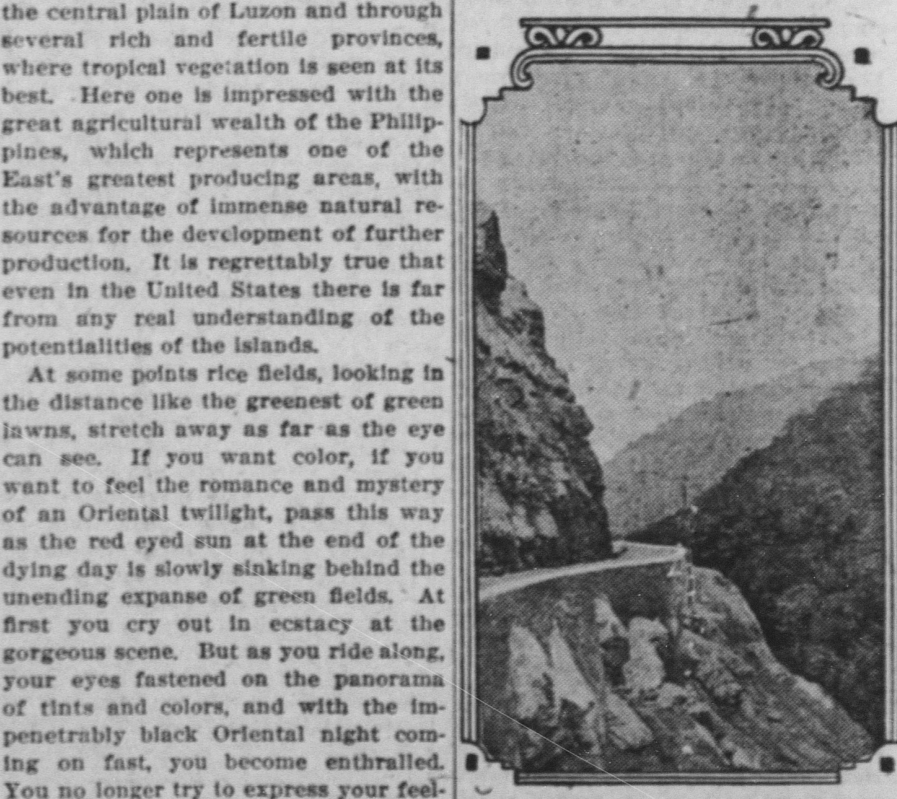 the central plain of Luzon and through
several rich and fertile provinces,
where tropical vegetation is seen at its
best. Here one is impressed with the
great agricultural wealth of the Philip-
pines, which represents one of the
East's greatest producing areas, with
the advantage of immense natural re-
sources for the development of further
production. It is regrettably true that
even in the United States there is far
from any real understanding of the
potentialities of the islands.
At some points rice fields, looking in
the distance like the greenest of green
lawns, stretch away as far as the eye
can see. If you want color, if you
want to feel the romance and mystery
of an Oriental twilight, pass this way
as the red eyed sun at the end of the
dying day is slowly sinking behind the
unending expanse of green fields. At
first you cry out in ecstacy at the
gorgeous scene. But as you ride along,
your eyes fastened on the panorama
of tints and colors, and with the im-
penetrably black Oriental night com-
ing on fast, you become enthralled.
You no longer try to express your feel-